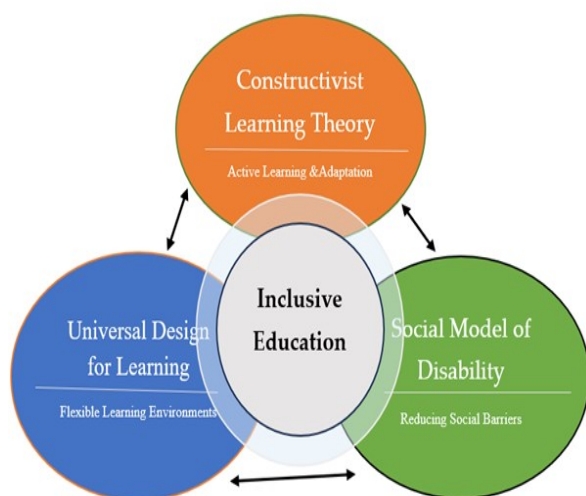 Constructivist
Learning Theory
Active Learning &Adaptation
Inclusive
Education
Universal Design
for Learning
Flexible Learning Environments
Social Model of
Disability
Reducing Social Barriers